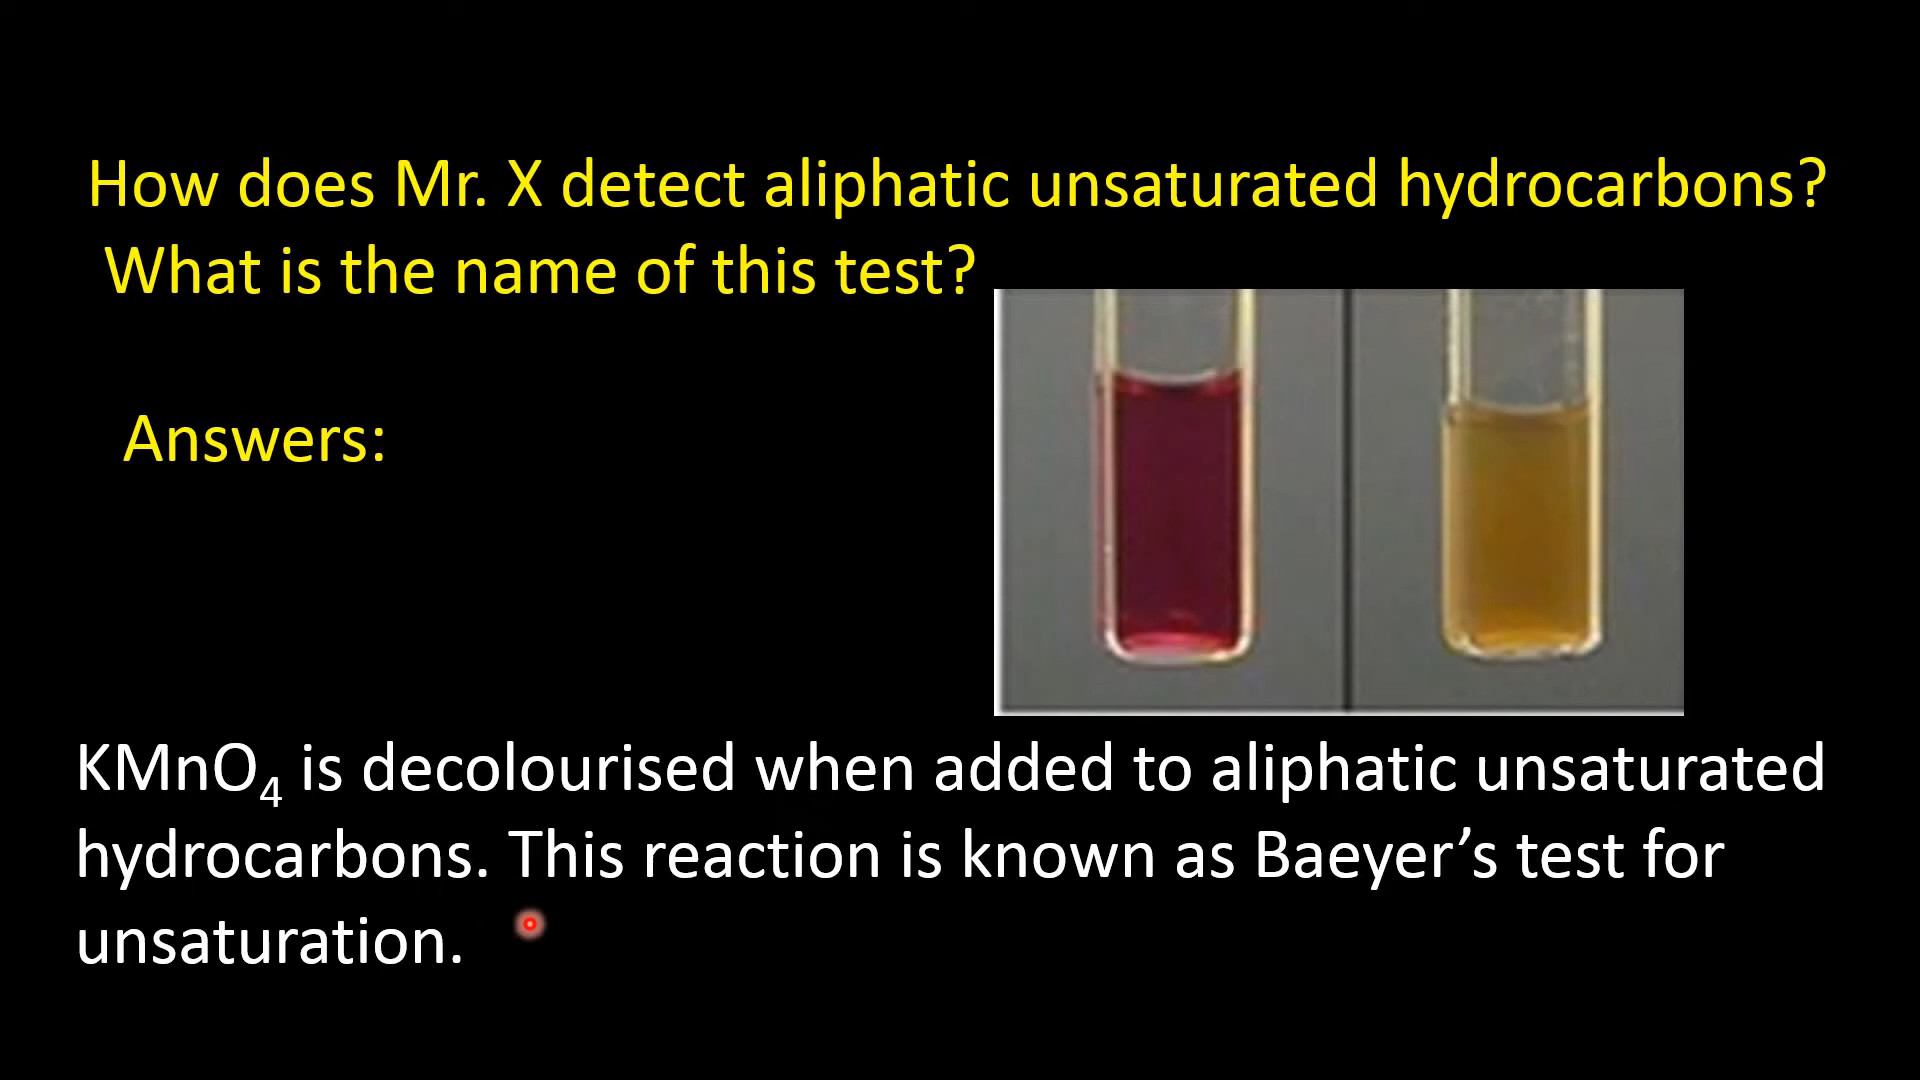 How does Mr. X detect aliphatic unsaturated hydrocarbons?
What is the name of this test?
Answers:
KMnO₄ is decolourised when added to aliphatic unsaturated
hydrocarbons. This reaction is known as Baeyer’s test for
unsaturation.